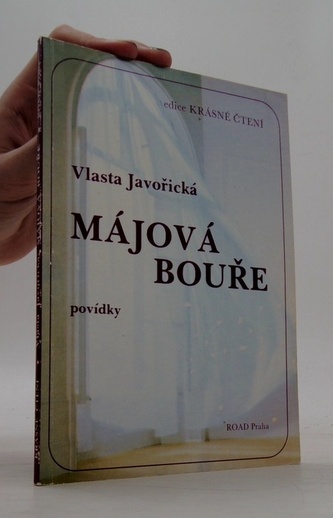 edice KRÁSNÉ ČTENÍ
Vlasta Javořická
MÁJOVÁ
BOUŘE
povídky
ROAD Praha